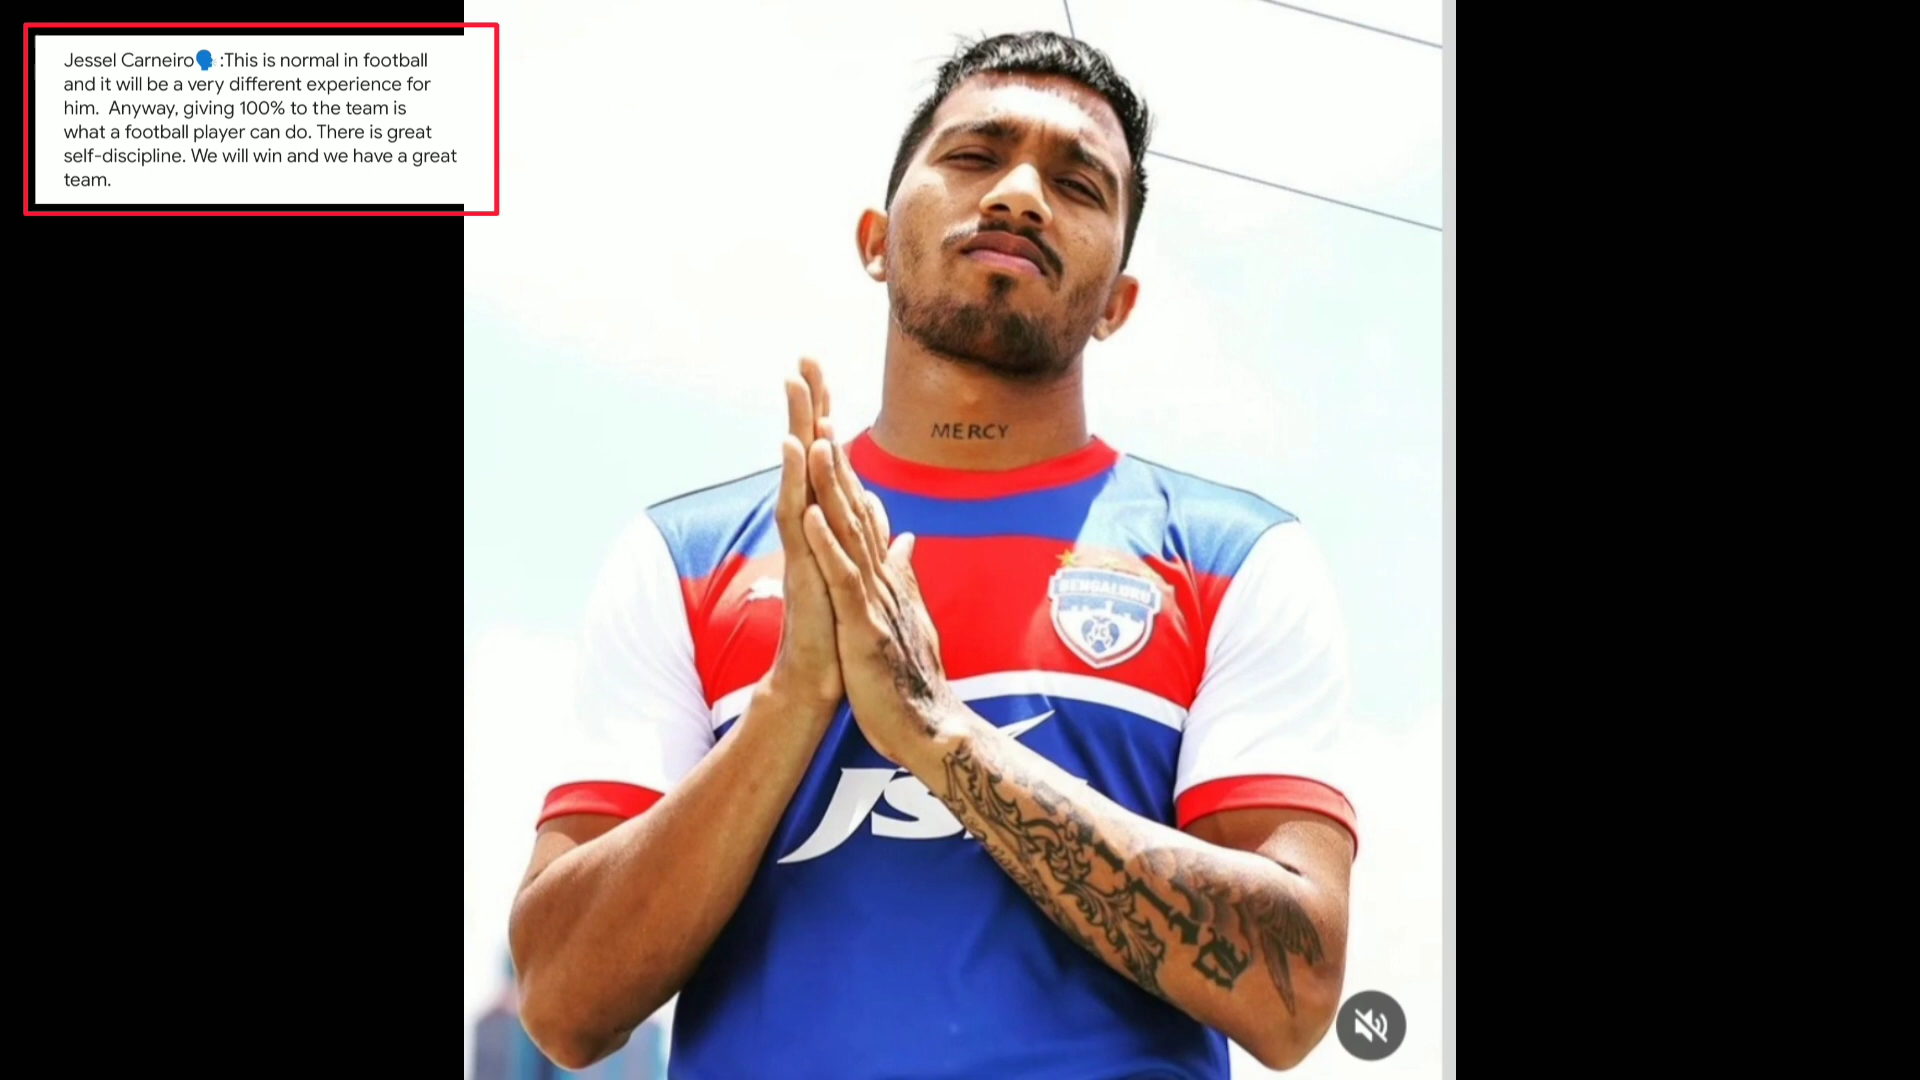 Jessel Carneiro🗣️ :This is normal in football
and it will be a very different experience for
him.  Anyway, giving 100% to the team is
what a football player can do. There is great
self-discipline. We will win and we have a great
team.
MERCY
BENGALURU
FC